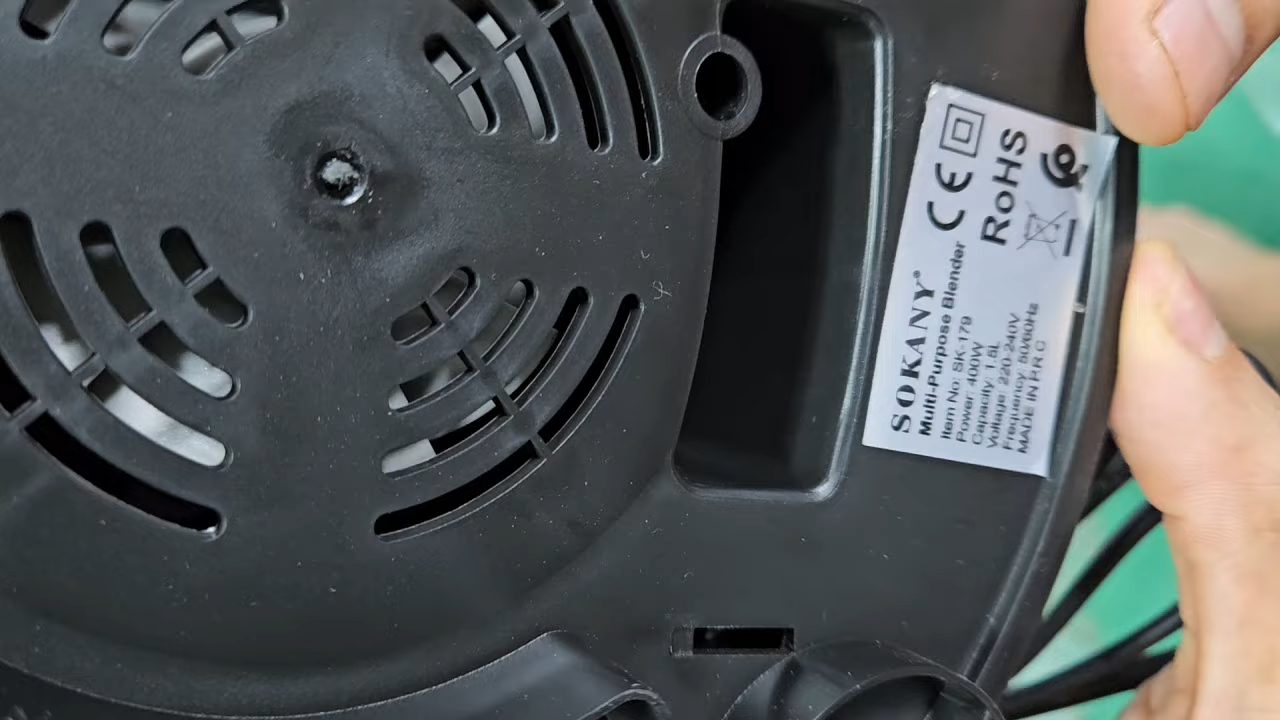 CE
RoHS
SOKANY®
Multi-Purpose Blender
Item No: SK-179
Power: 400W
Capacity: 1.5L
Voltage: 220-240V
Frequency: 50/60Hz
MADE IN P.R.C